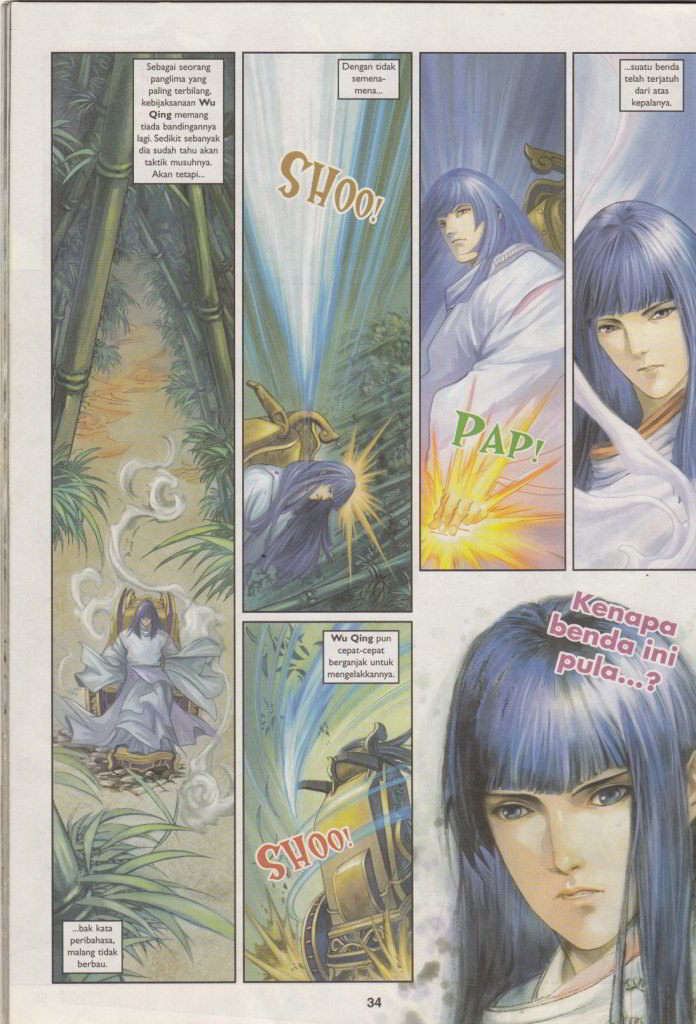 Sebagai seorang
panglima yang
paling terbilang,
kebijaksanaan Wu
Qing memang
tiada bandingannya
lagi. Sedikit sebanyak
dia sudah tahu akan
taktik musuhnya.
Akan tetapi...
...bak kata
peribahasa,
malang tidak
berbau.
Dengan tidak
semena-
mena...
SHOO!
Wu Qing pun
cepat-cepat
berganjak untuk
mengelakkannya.
SHOO!
PAP!
...suatu benda
telah terjatuh
dari atas
kepalanya.
Kenapa
benda ini
pula...?
34